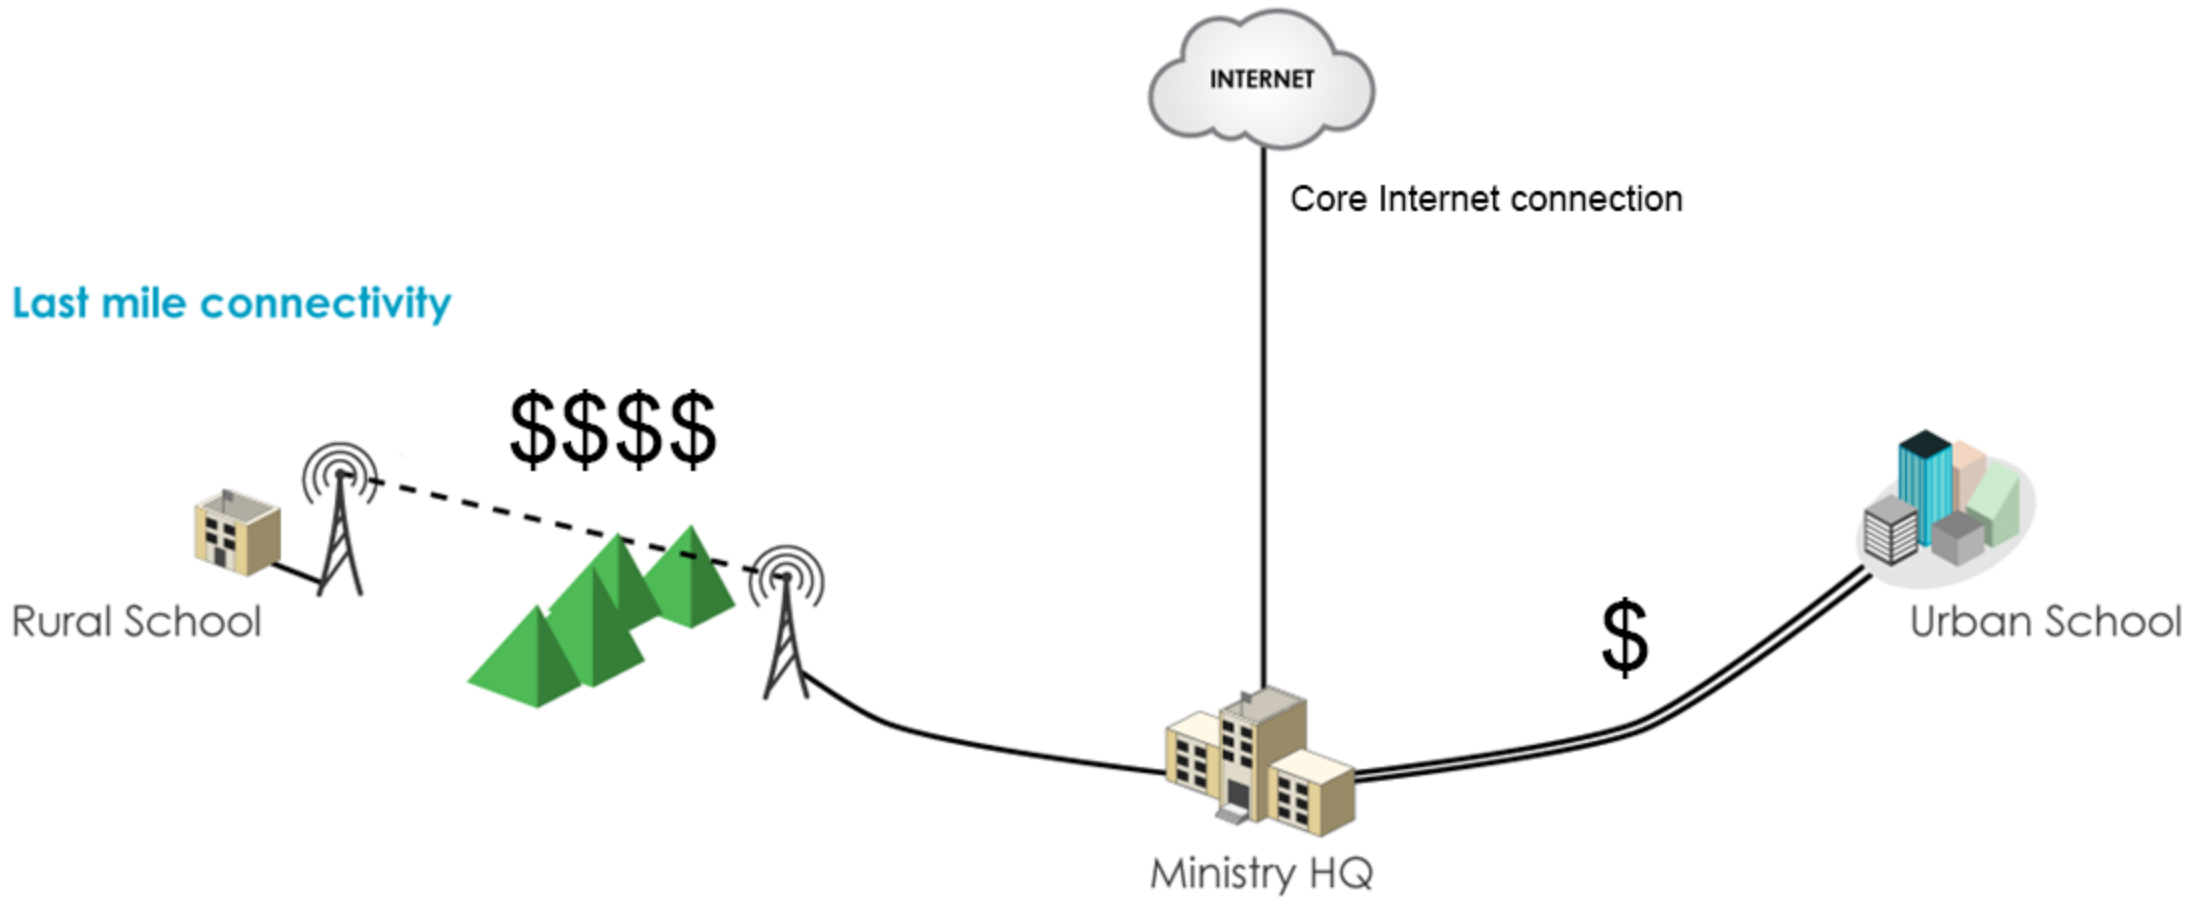 INTERNET
Core Internet connection
Last mile connectivity
$$$$
Rural School
$
Urban School
Ministry HQ